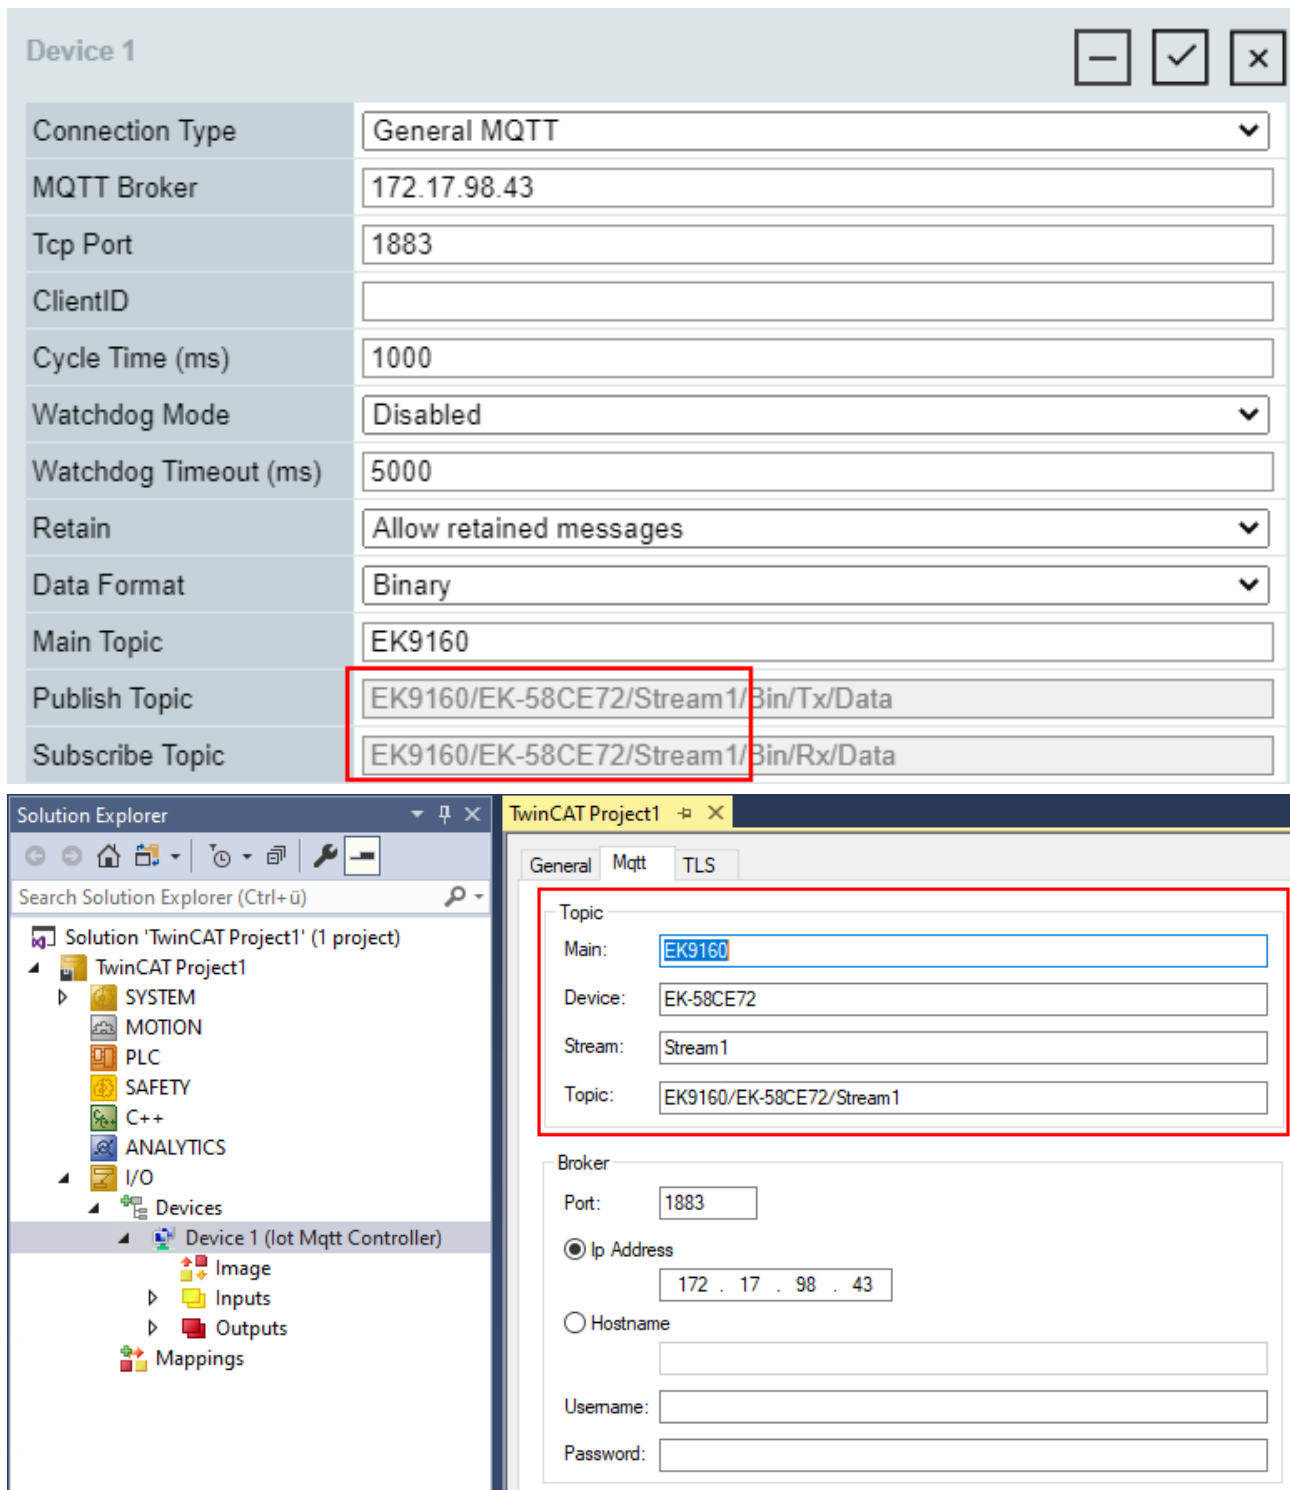 Device 1
Connection Type General MQTT
MQTT Broker 172.17.98.43
Tcp Port 1883
ClientID
Cycle Time (ms) 1000
Watchdog Mode Disabled
Watchdog Timeout (ms) 5000
Retain Allow retained messages
Data Format Binary
Main Topic EK9160
Publish Topic EK9160/EK-58CE72/Stream1/Bin/Tx/Data
Subscribe Topic EK9160/EK-58CE72/Stream1/Bin/Rx/Data
Solution Explorer
Search Solution Explorer (Ctrl+ü)
Solution 'TwinCAT Project1' (1 project)
TwinCAT Project1
SYSTEM
MOTION
PLC
SAFETY
C++
ANALYTICS
I/O
Devices
Device 1 (Iot Mqtt Controller)
Image
Inputs
Outputs
Mappings
TwinCAT Project1
General Mqtt TLS
Topic
Main: EK9160
Device: EK-58CE72
Stream: Stream1
Topic: EK9160/EK-58CE72/Stream1
Broker
Port: 1883
Ip Address
172 . 17 . 98 . 43
Hostname
Username:
Password: